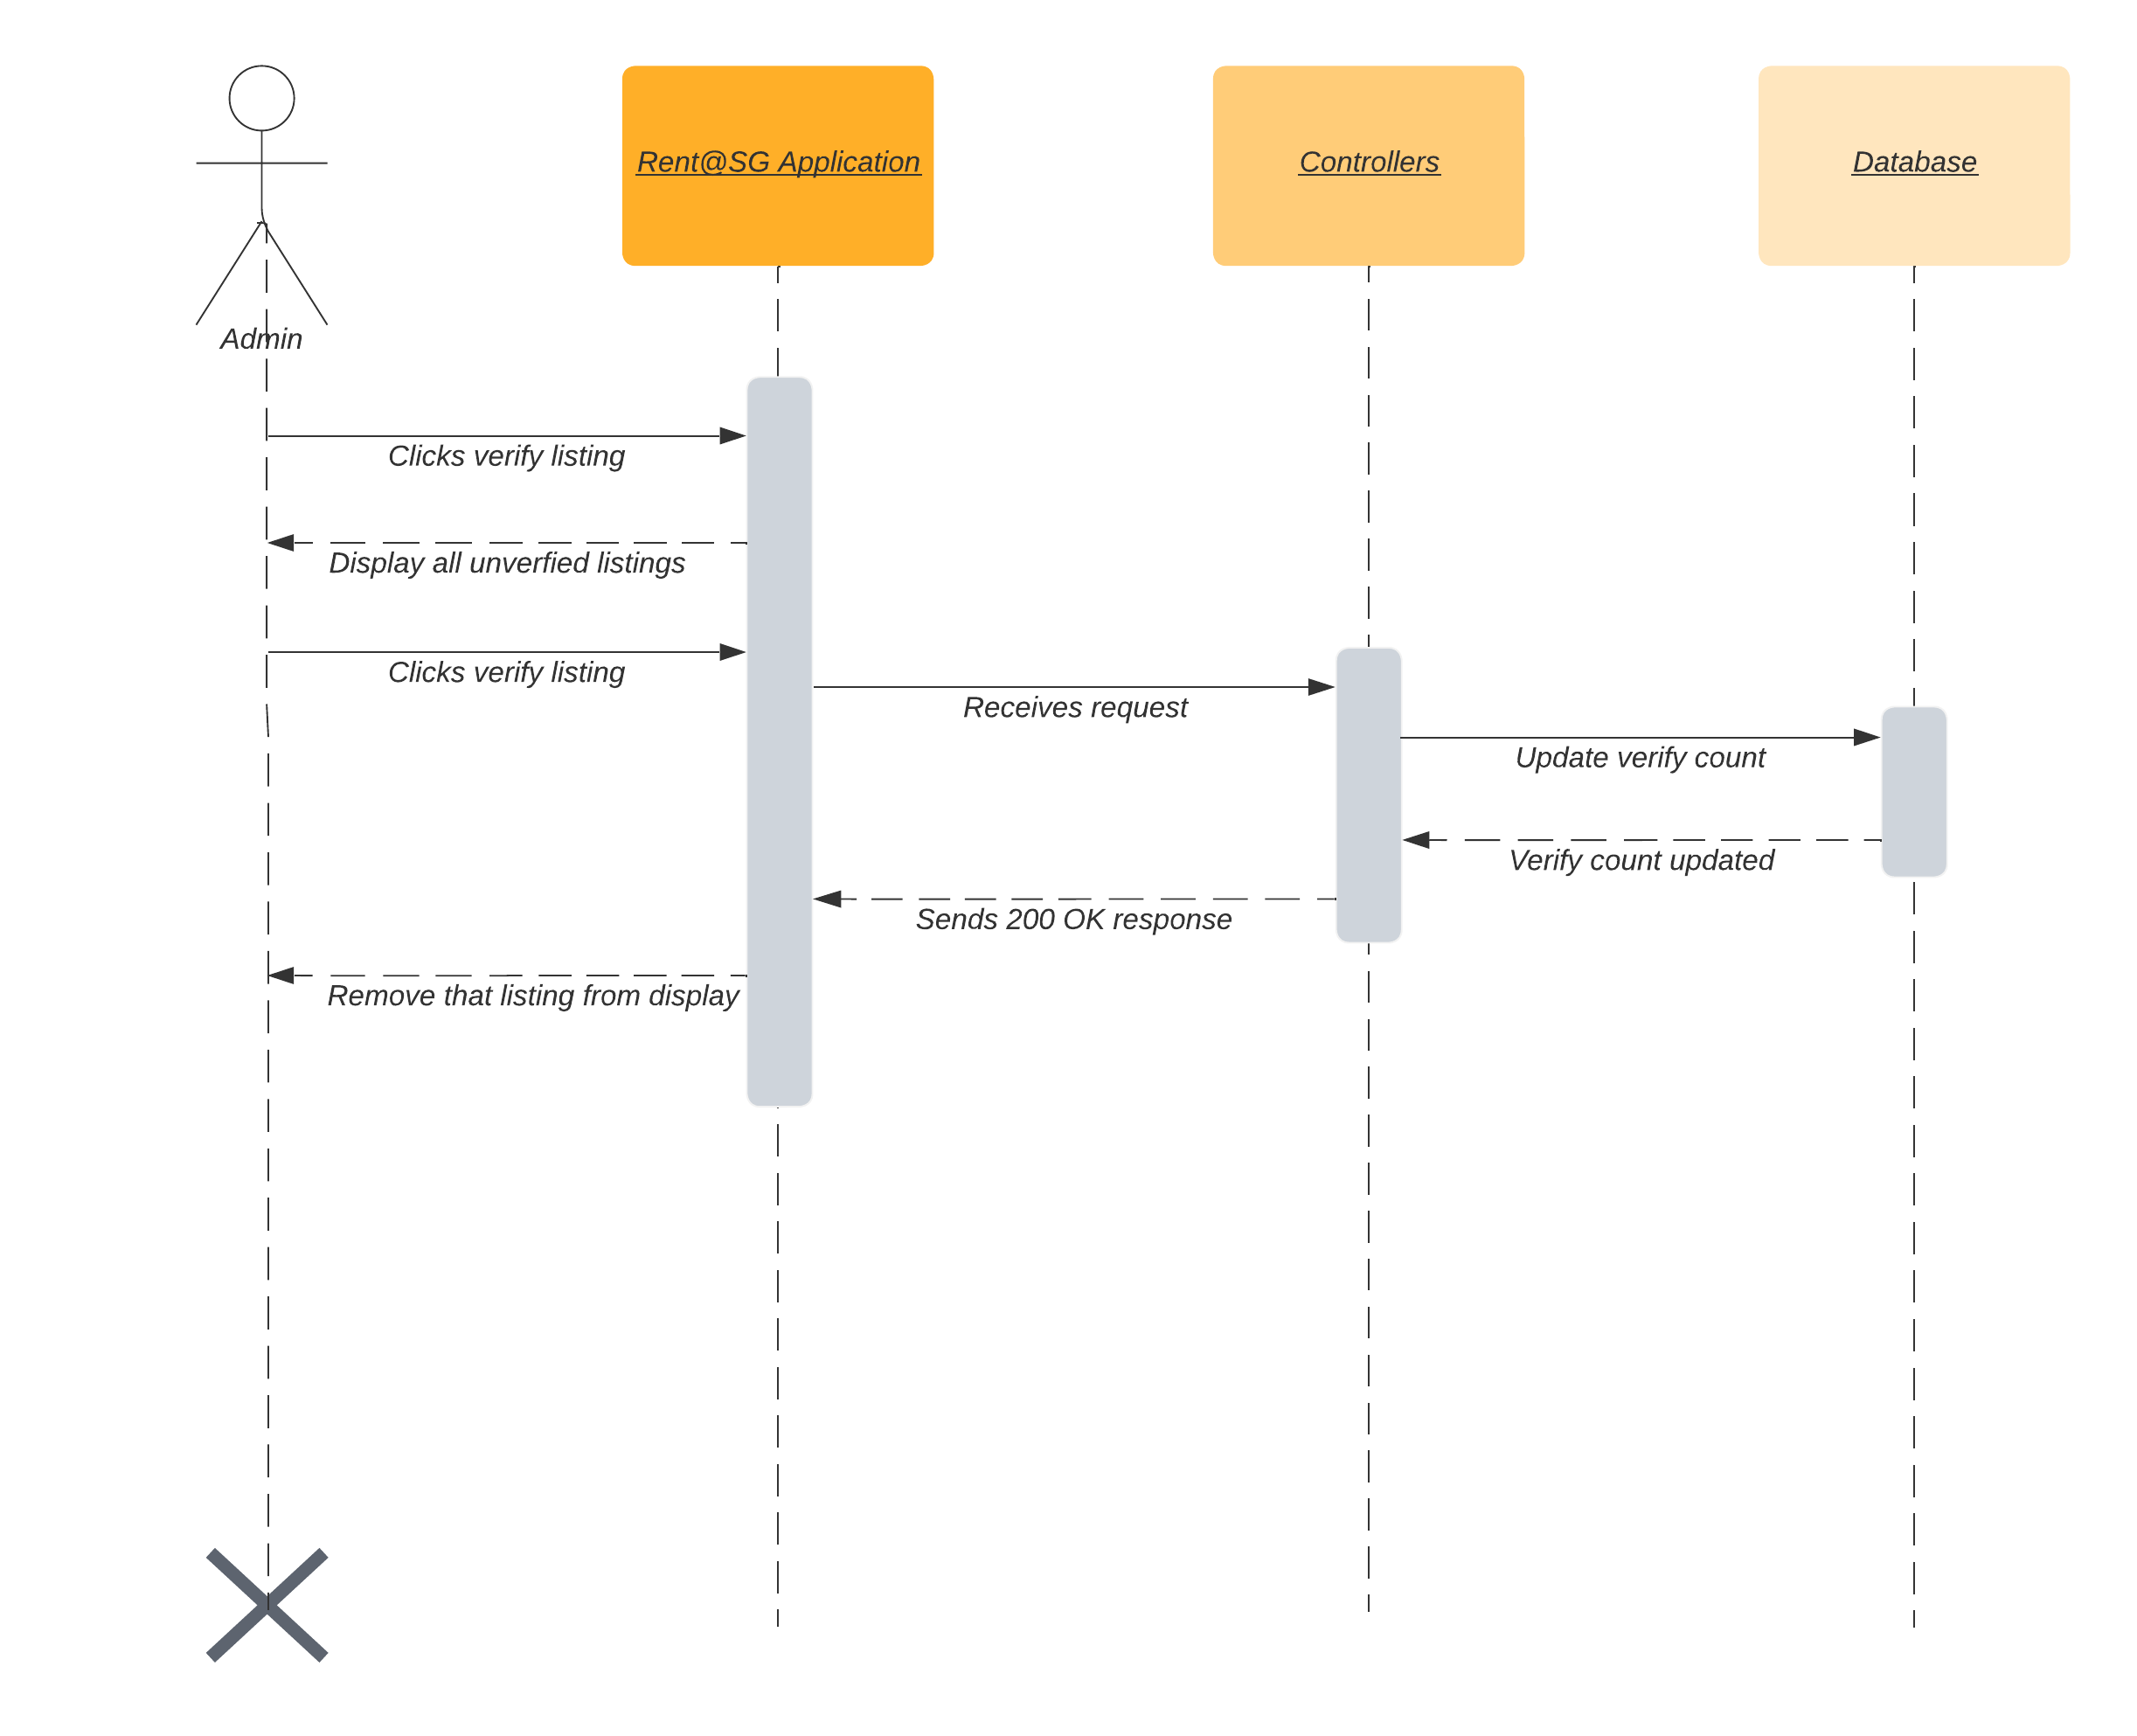 Rent@SG Application
Controllers
Database
Admin
Clicks verify listing
Display all unverfied listings
Clicks verify listing
Receives request
Update verify count
Verify count updated
Sends 200 OK response
Remove that listing from display